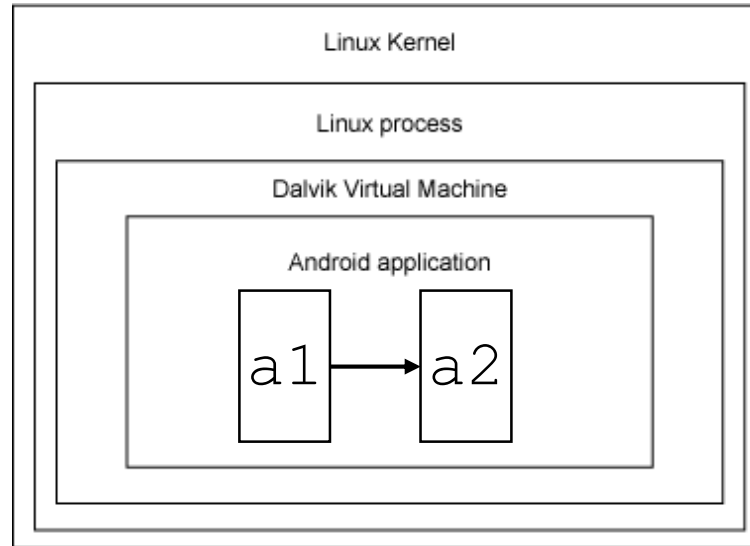 Linux Kernel
Linux process
Dalvik Virtual Machine
Android application
a1 a2